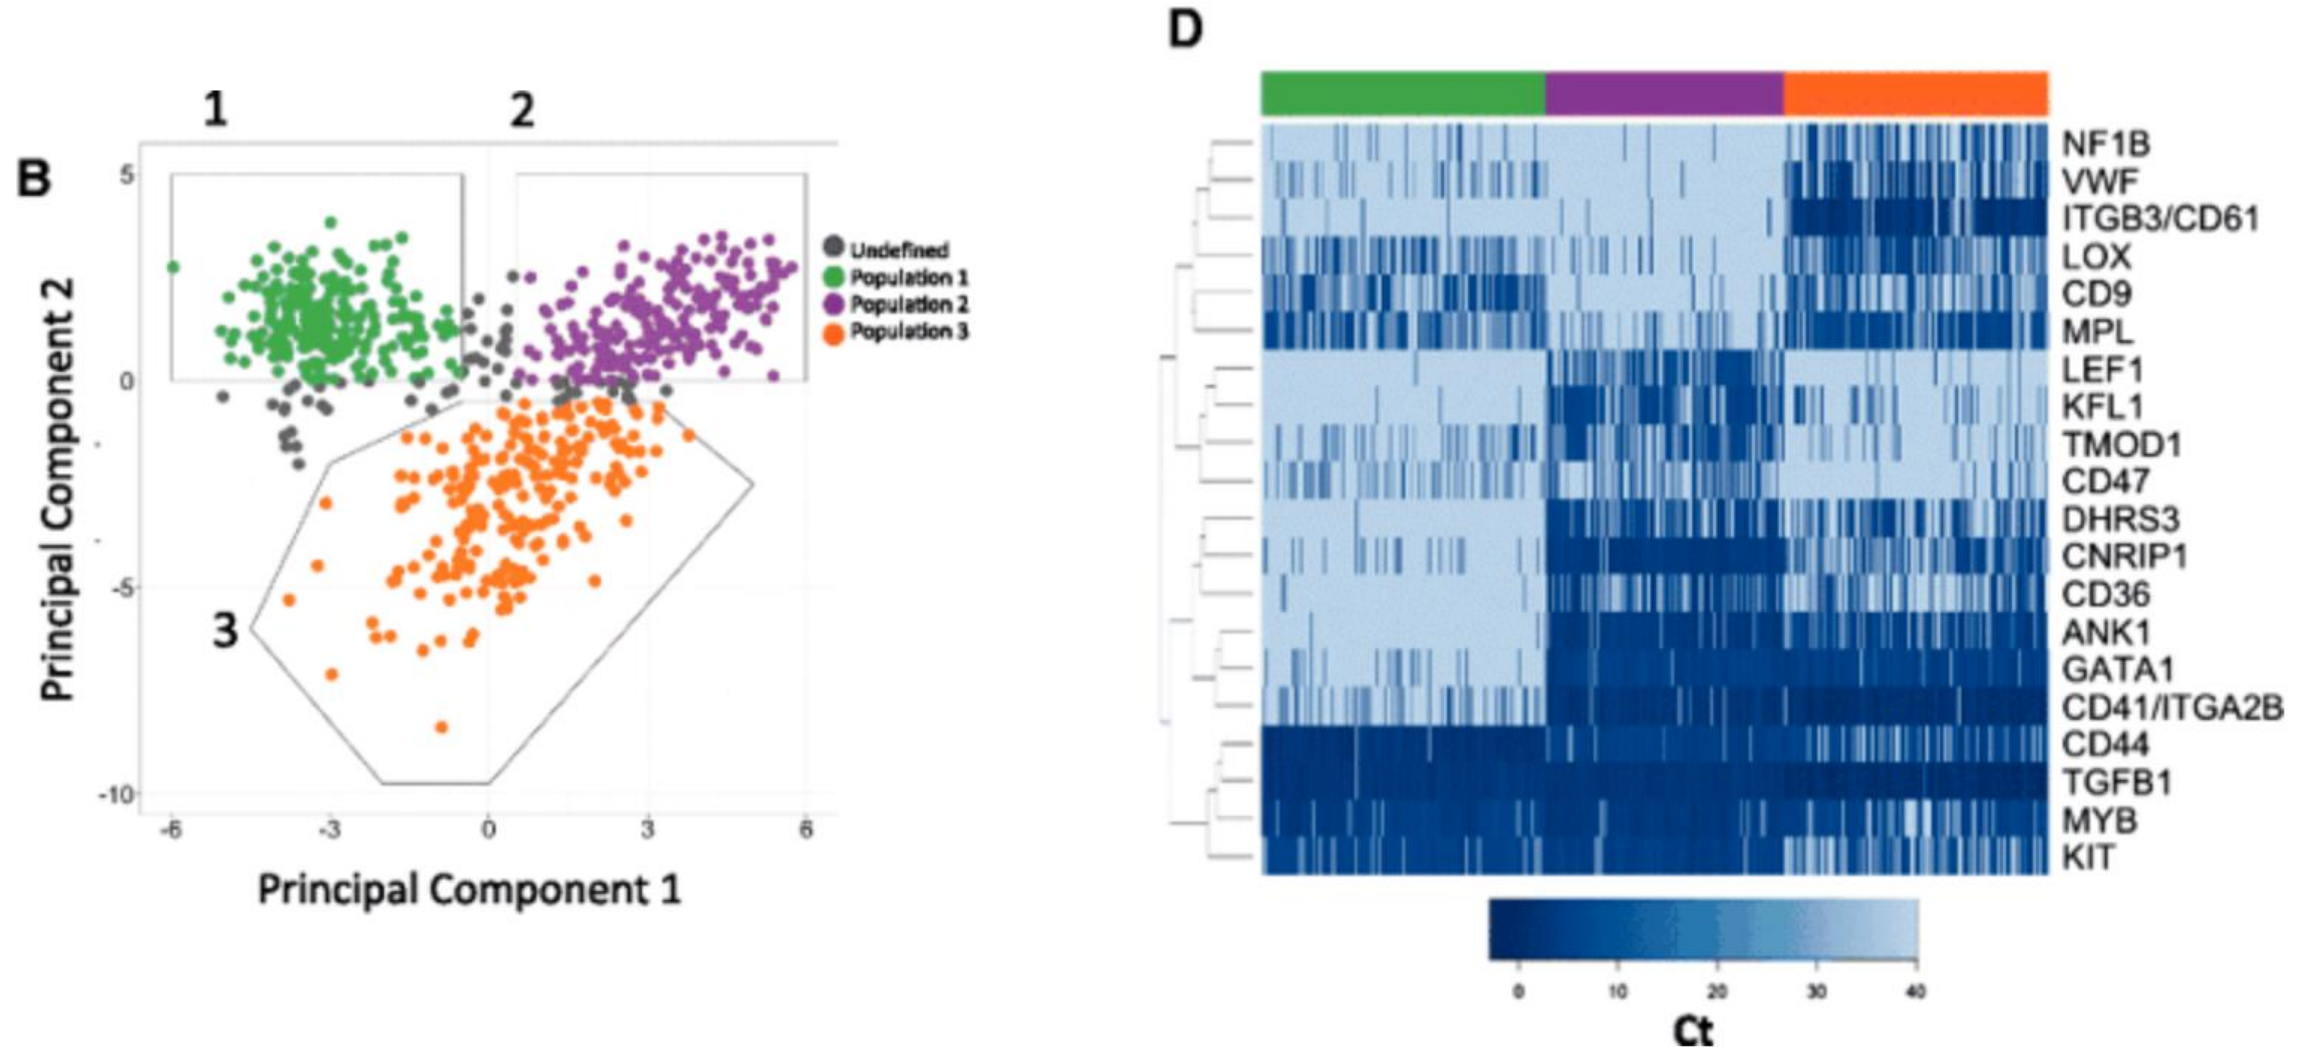 B
1
2
5
0
-5
-10
3
-6
-3
0
3
6
Principal Component 2
Principal Component 1
Undefined
Population 1
Population 2
Population 3
D
NF1B
VWF
ITGB3/CD61
LOX
CD9
MPL
LEF1
KFL1
TMOD1
CD47
DHRS3
CNRIP1
CD36
ANK1
GATA1
CD41/ITGA2B
CD44
TGFB1
MYB
KIT
0
10
20
30
40
Ct